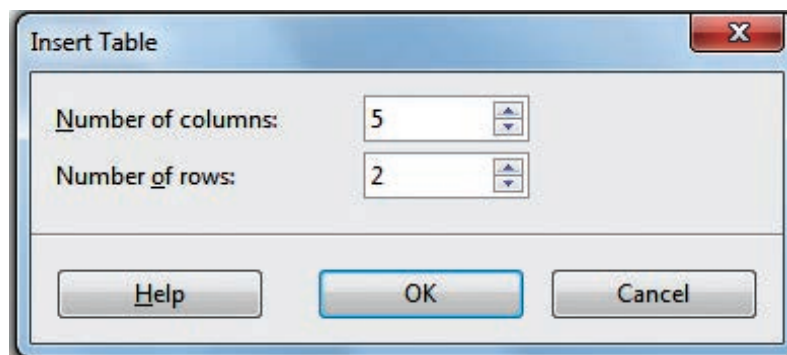 Insert Table
Number of columns: 5
Number of rows: 2
Help OK Cancel